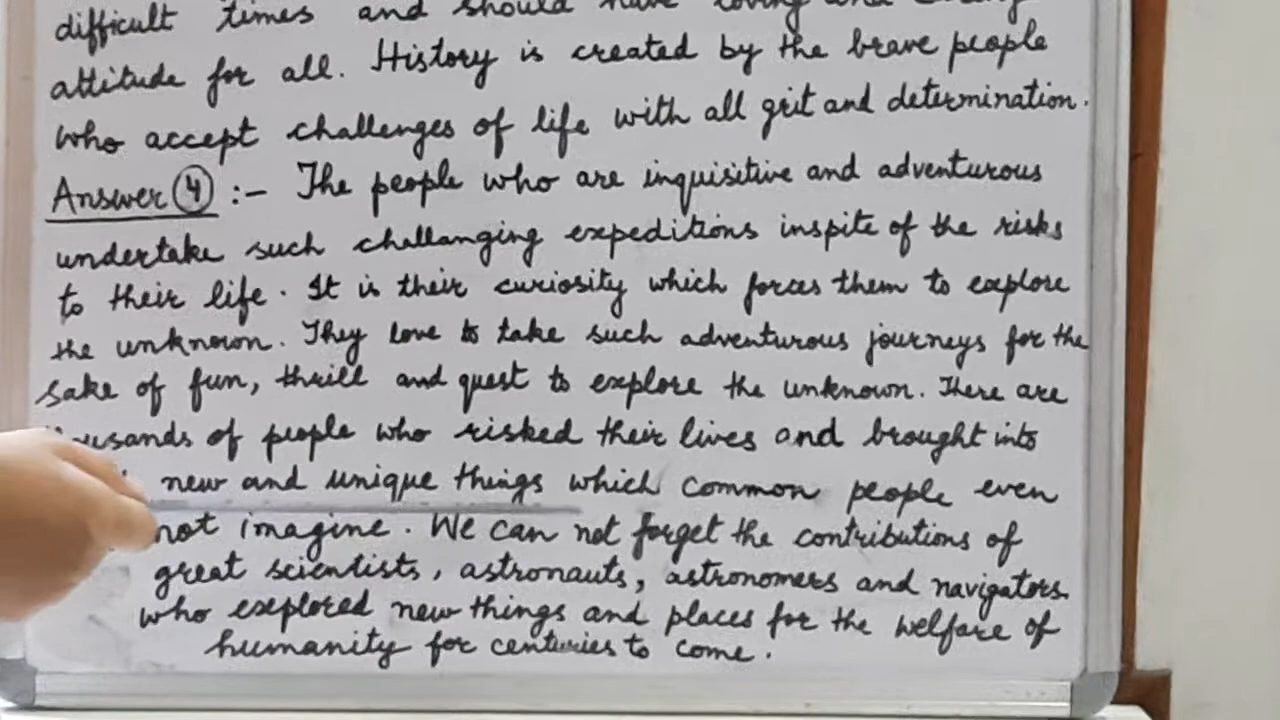 difficult times and should have loving and
attitude for all. History is created by the brave people
who accept challenges of life with all grit and determination.
Answer 4 :- The people who are inquisitive and adventurous
undertake such challanging expeditions inspite of the risks
to their life. It is their curiosity which forces them to explore
the unknown. They love to take such adventurous journeys for the
sake of fun, thrill and quest to explore the unknown. There are
of people who risked their lives and brought into
new and unique things which common people even
not imagine. We can not forget the contributions of
great scientists, astronauts, astronomers and navigators
who explored new things and places for the welfare of
humanity for centuries to come.